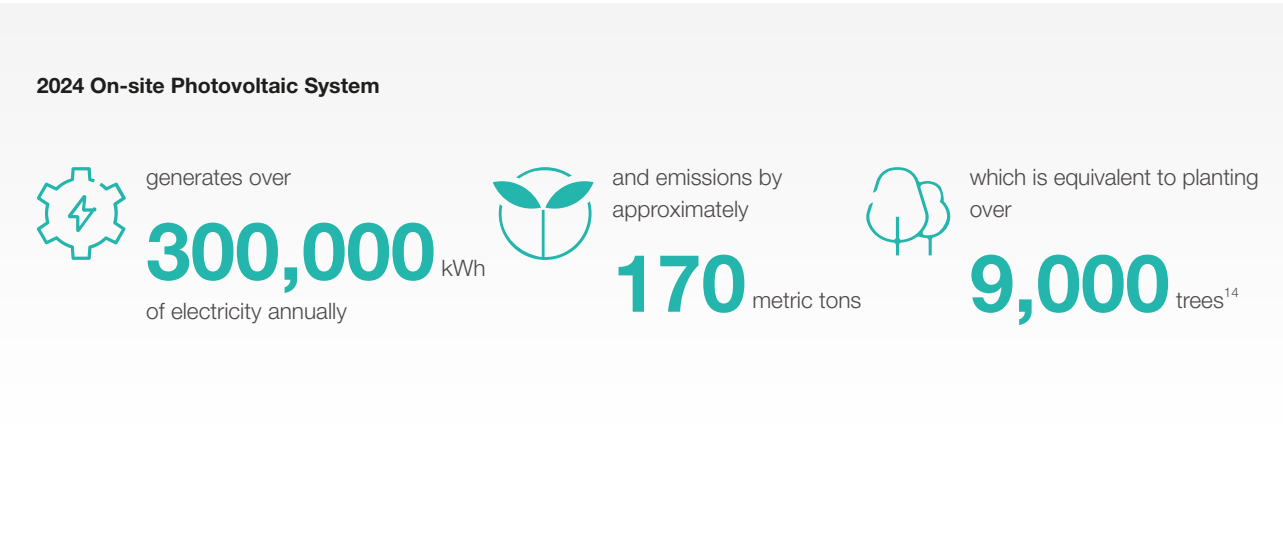 2024 On-site Photovoltaic System
generates over
300,000 kWh
of electricity annually
and emissions by
approximately
170 metric tons
which is equivalent to planting
over
9,000 trees14